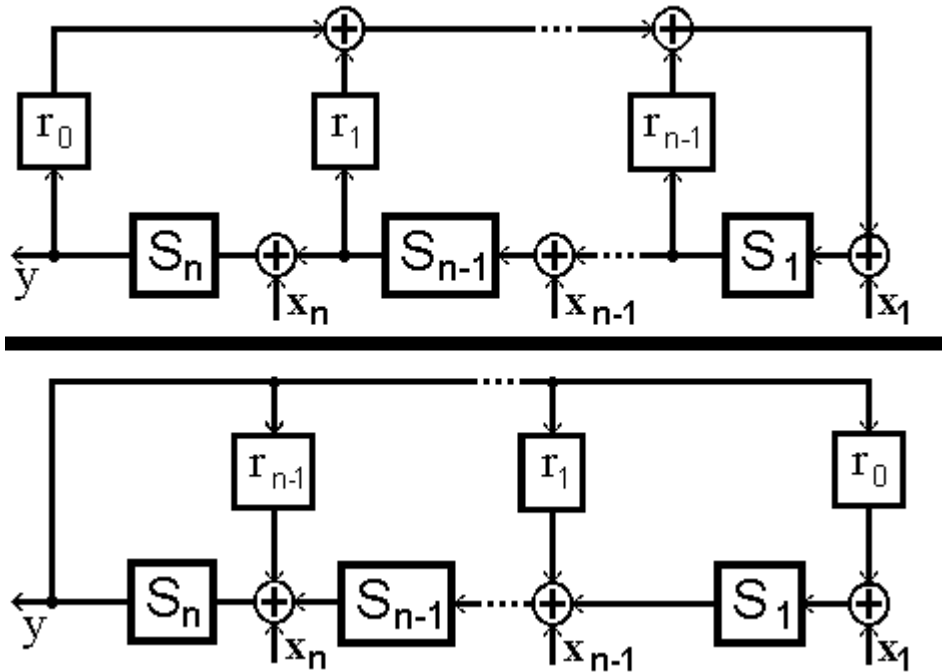 r₀ r₁ rₙ₋₁
Sₙ Sₙ₋₁ S₁
y xₙ xₙ₋₁ x₁
rₙ₋₁ r₁ r₀
Sₙ Sₙ₋₁ S₁
y xₙ xₙ₋₁ x₁